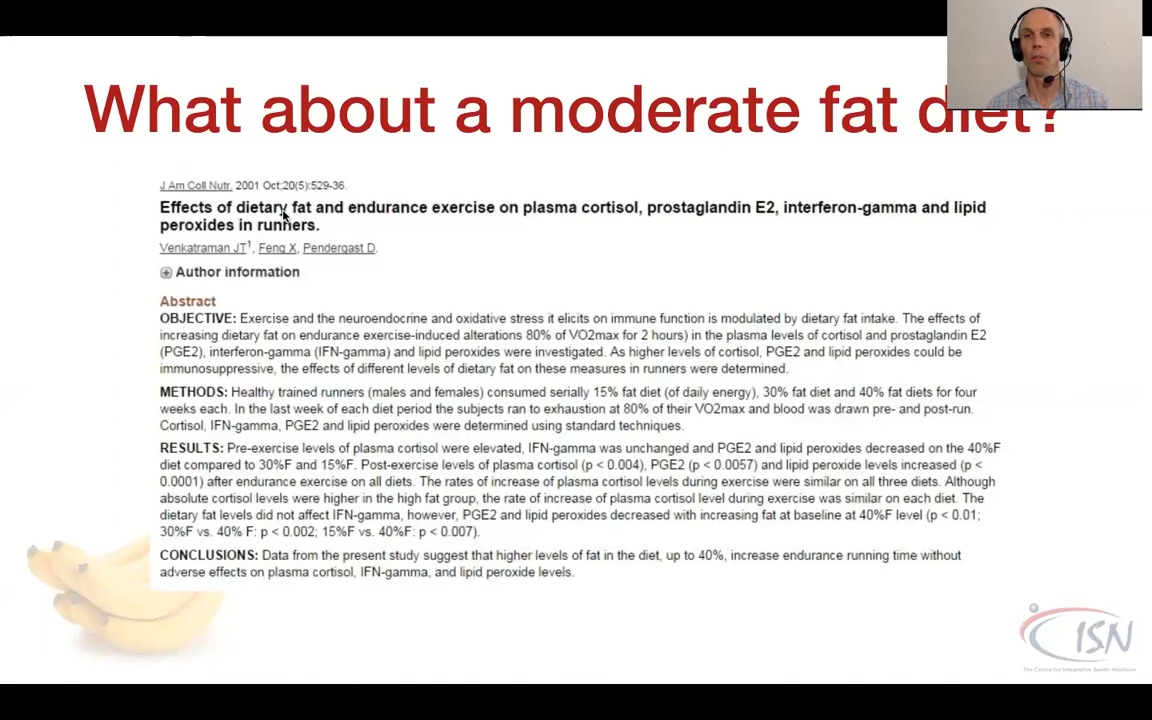 What about a moderate fat diet?
J Am Coll Nutr. 2001 Oct;20(5):529-36.
Effects of dietary fat and endurance exercise on plasma cortisol, prostaglandin E2, interferon-gamma and lipid
peroxides in runners.
Venkatraman JT1, Feng X, Pendergast D.
Author information
Abstract
OBJECTIVE: Exercise and the neuroendocrine and oxidative stress it elicits on immune function is modulated by dietary fat intake. The effects of
increasing dietary fat on endurance exercise-induced alterations 80% of VO2max for 2 hours) in the plasma levels of cortisol and prostaglandin E2
(PGE2), interferon-gamma (IFN-gamma) and lipid peroxides were investigated. As higher levels of cortisol, PGE2 and lipid peroxides could be
immunosuppressive, the effects of different levels of dietary fat on these measures in runners were determined.
METHODS: Healthy trained runners (males and females) consumed serially 15% fat diet (of daily energy), 30% fat diet and 40% fat diets for four
weeks each. In the last week of each diet period the subjects ran to exhaustion at 80% of their VO2max and blood was drawn pre- and post-run.
Cortisol, IFN-gamma, PGE2 and lipid peroxides were determined using standard techniques.
RESULTS: Pre-exercise levels of plasma cortisol were elevated, IFN-gamma was unchanged and PGE2 and lipid peroxides decreased on the 40%F
diet compared to 30%F and 15%F. Post-exercise levels of plasma cortisol (p < 0.004), PGE2 (p < 0.0057) and lipid peroxide levels increased (p <
0.0001) after endurance exercise on all diets. The rates of increase of plasma cortisol levels during exercise were similar on all three diets. Although
absolute cortisol levels were higher in the high fat group, the rate of increase of plasma cortisol level during exercise was similar on each diet. The
dietary fat levels did not affect IFN-gamma, however, PGE2 and lipid peroxides decreased with increasing fat at baseline at 40%F level (p < 0.01;
30%F vs. 40% F: p < 0.002; 15%F vs. 40%F: p < 0.007).
CONCLUSIONS: Data from the present study suggest that higher levels of fat in the diet, up to 40%, increase endurance running time without
adverse effects on plasma cortisol, IFN-gamma, and lipid peroxide levels.
CISN
The Centre for Integrative Sports Nutrition